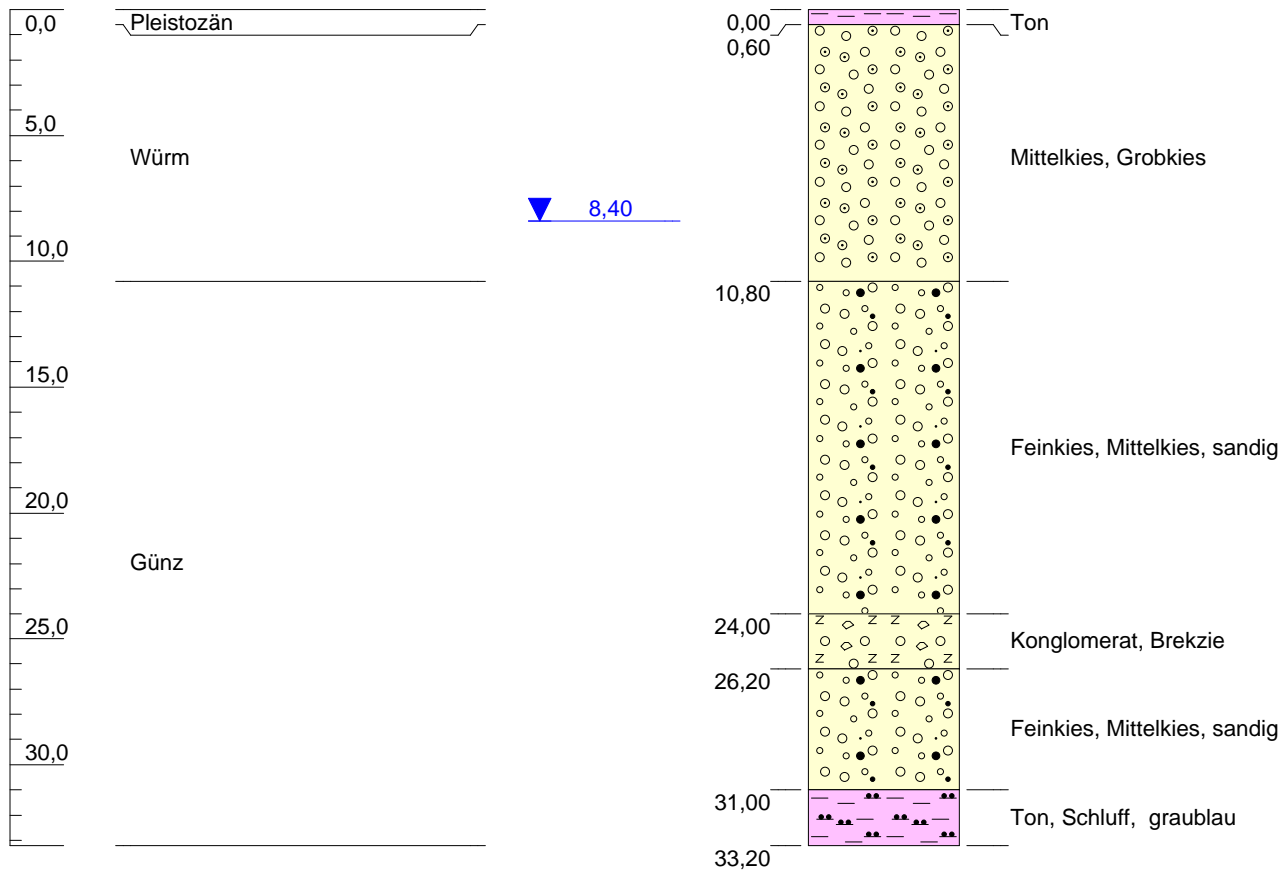 0,0
Pleistozän
0,00
Ton
0,60
5,0
Würm
Mittelkies, Grobkies
8,40
10,0
10,80
15,0
Feinkies, Mittelkies, sandig
20,0
Günz
24,00
25,0
Konglomerat, Brekzie
26,20
Feinkies, Mittelkies, sandig
30,0
31,00
Ton, Schluff,  graublau
33,20